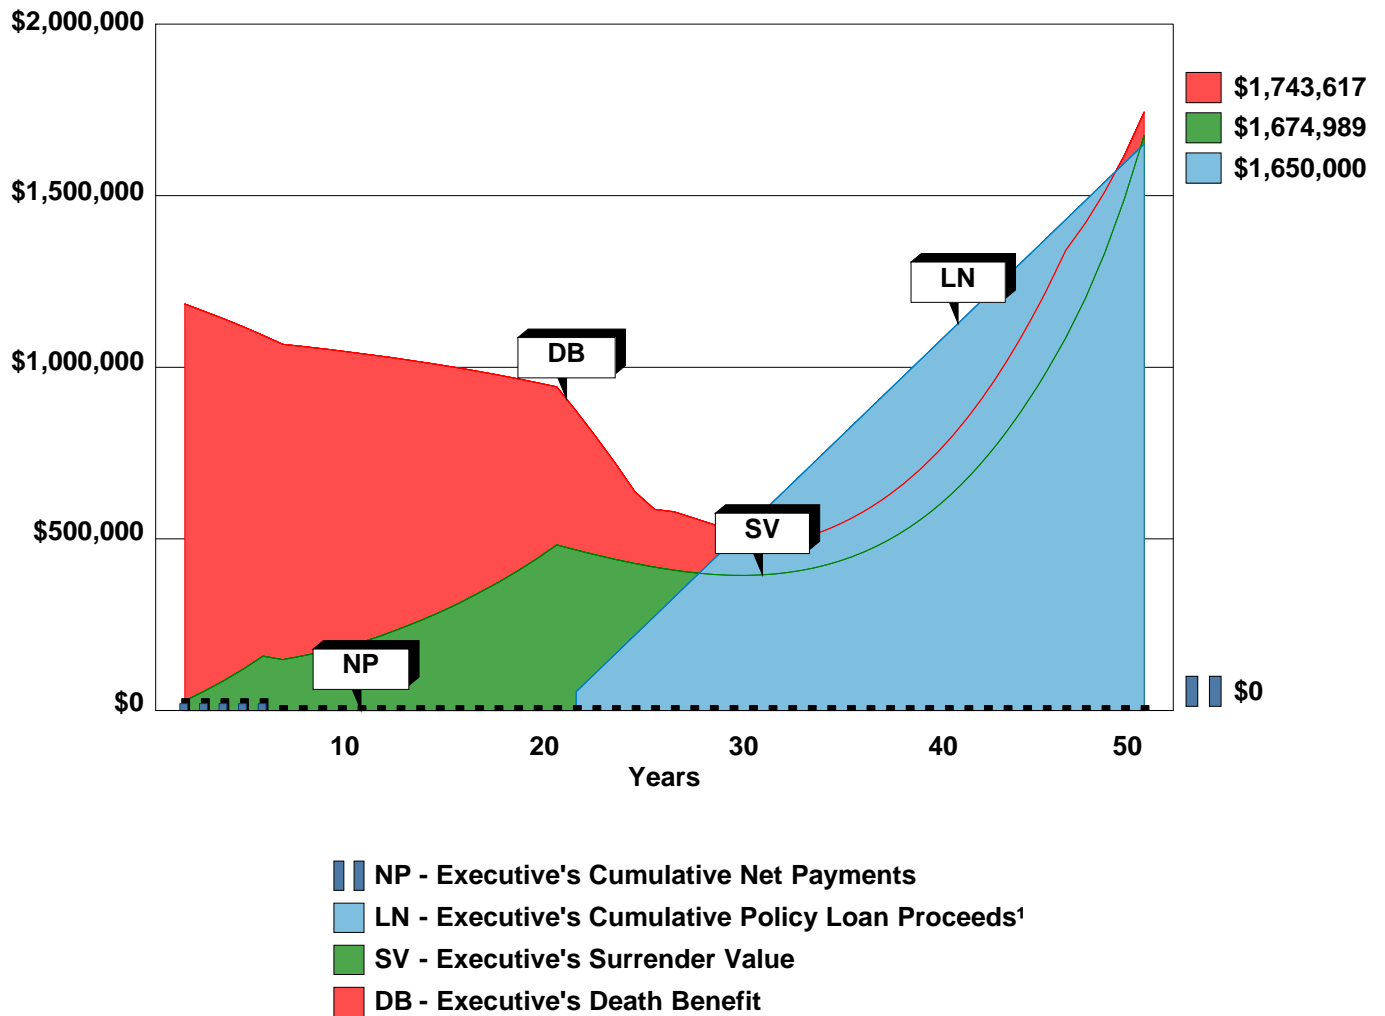 $2,000,000
$1,743,617
$1,674,989
$1,650,000
$1,500,000
LN
$1,000,000
DB
$500,000
SV
NP
$0
$0
10 20 30 40 50
Years
NP - Executive's Cumulative Net Payments
LN - Executive's Cumulative Policy Loan Proceeds¹
SV - Executive's Surrender Value
DB - Executive's Death Benefit